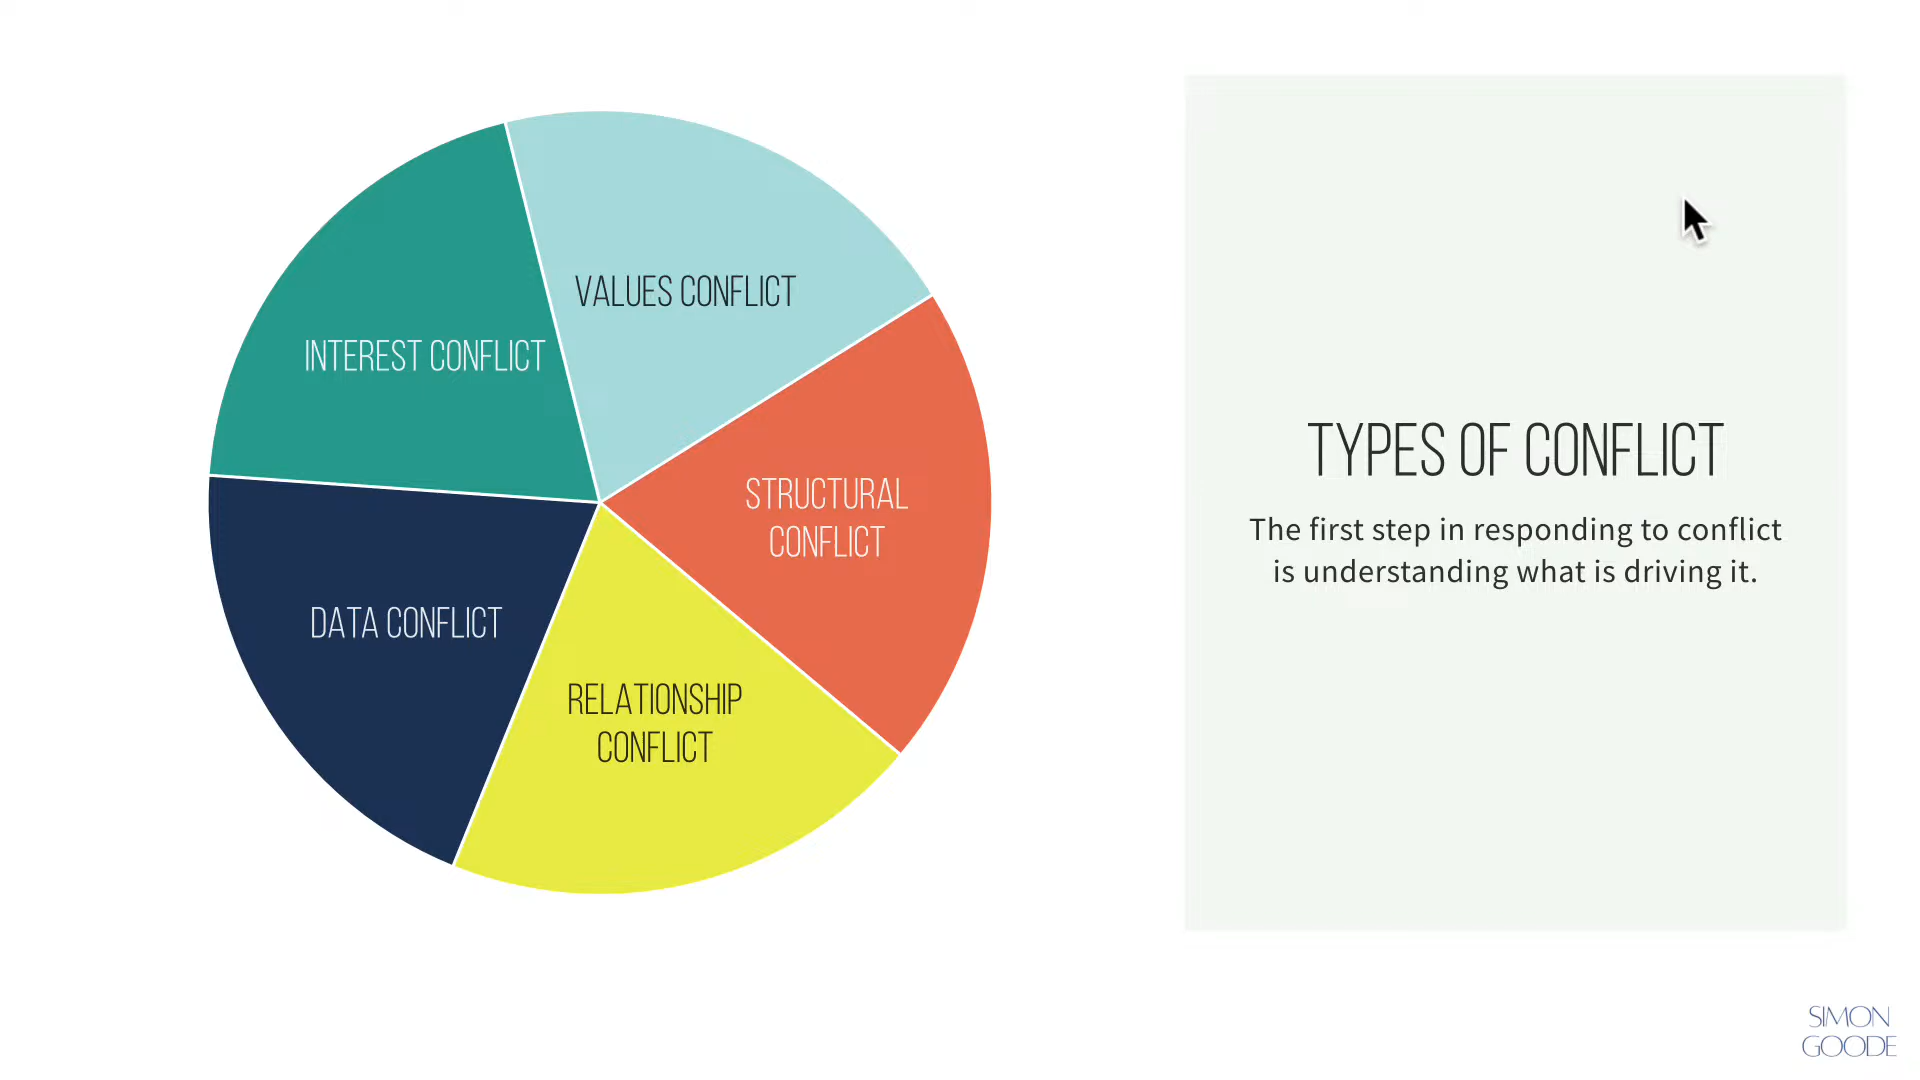 VALUES CONFLICT
INTEREST CONFLICT
STRUCTURAL
CONFLICT
DATA CONFLICT
RELATIONSHIP
CONFLICT
TYPES OF CONFLICT
The first step in responding to conflict
is understanding what is driving it.
SIMON
GOODE